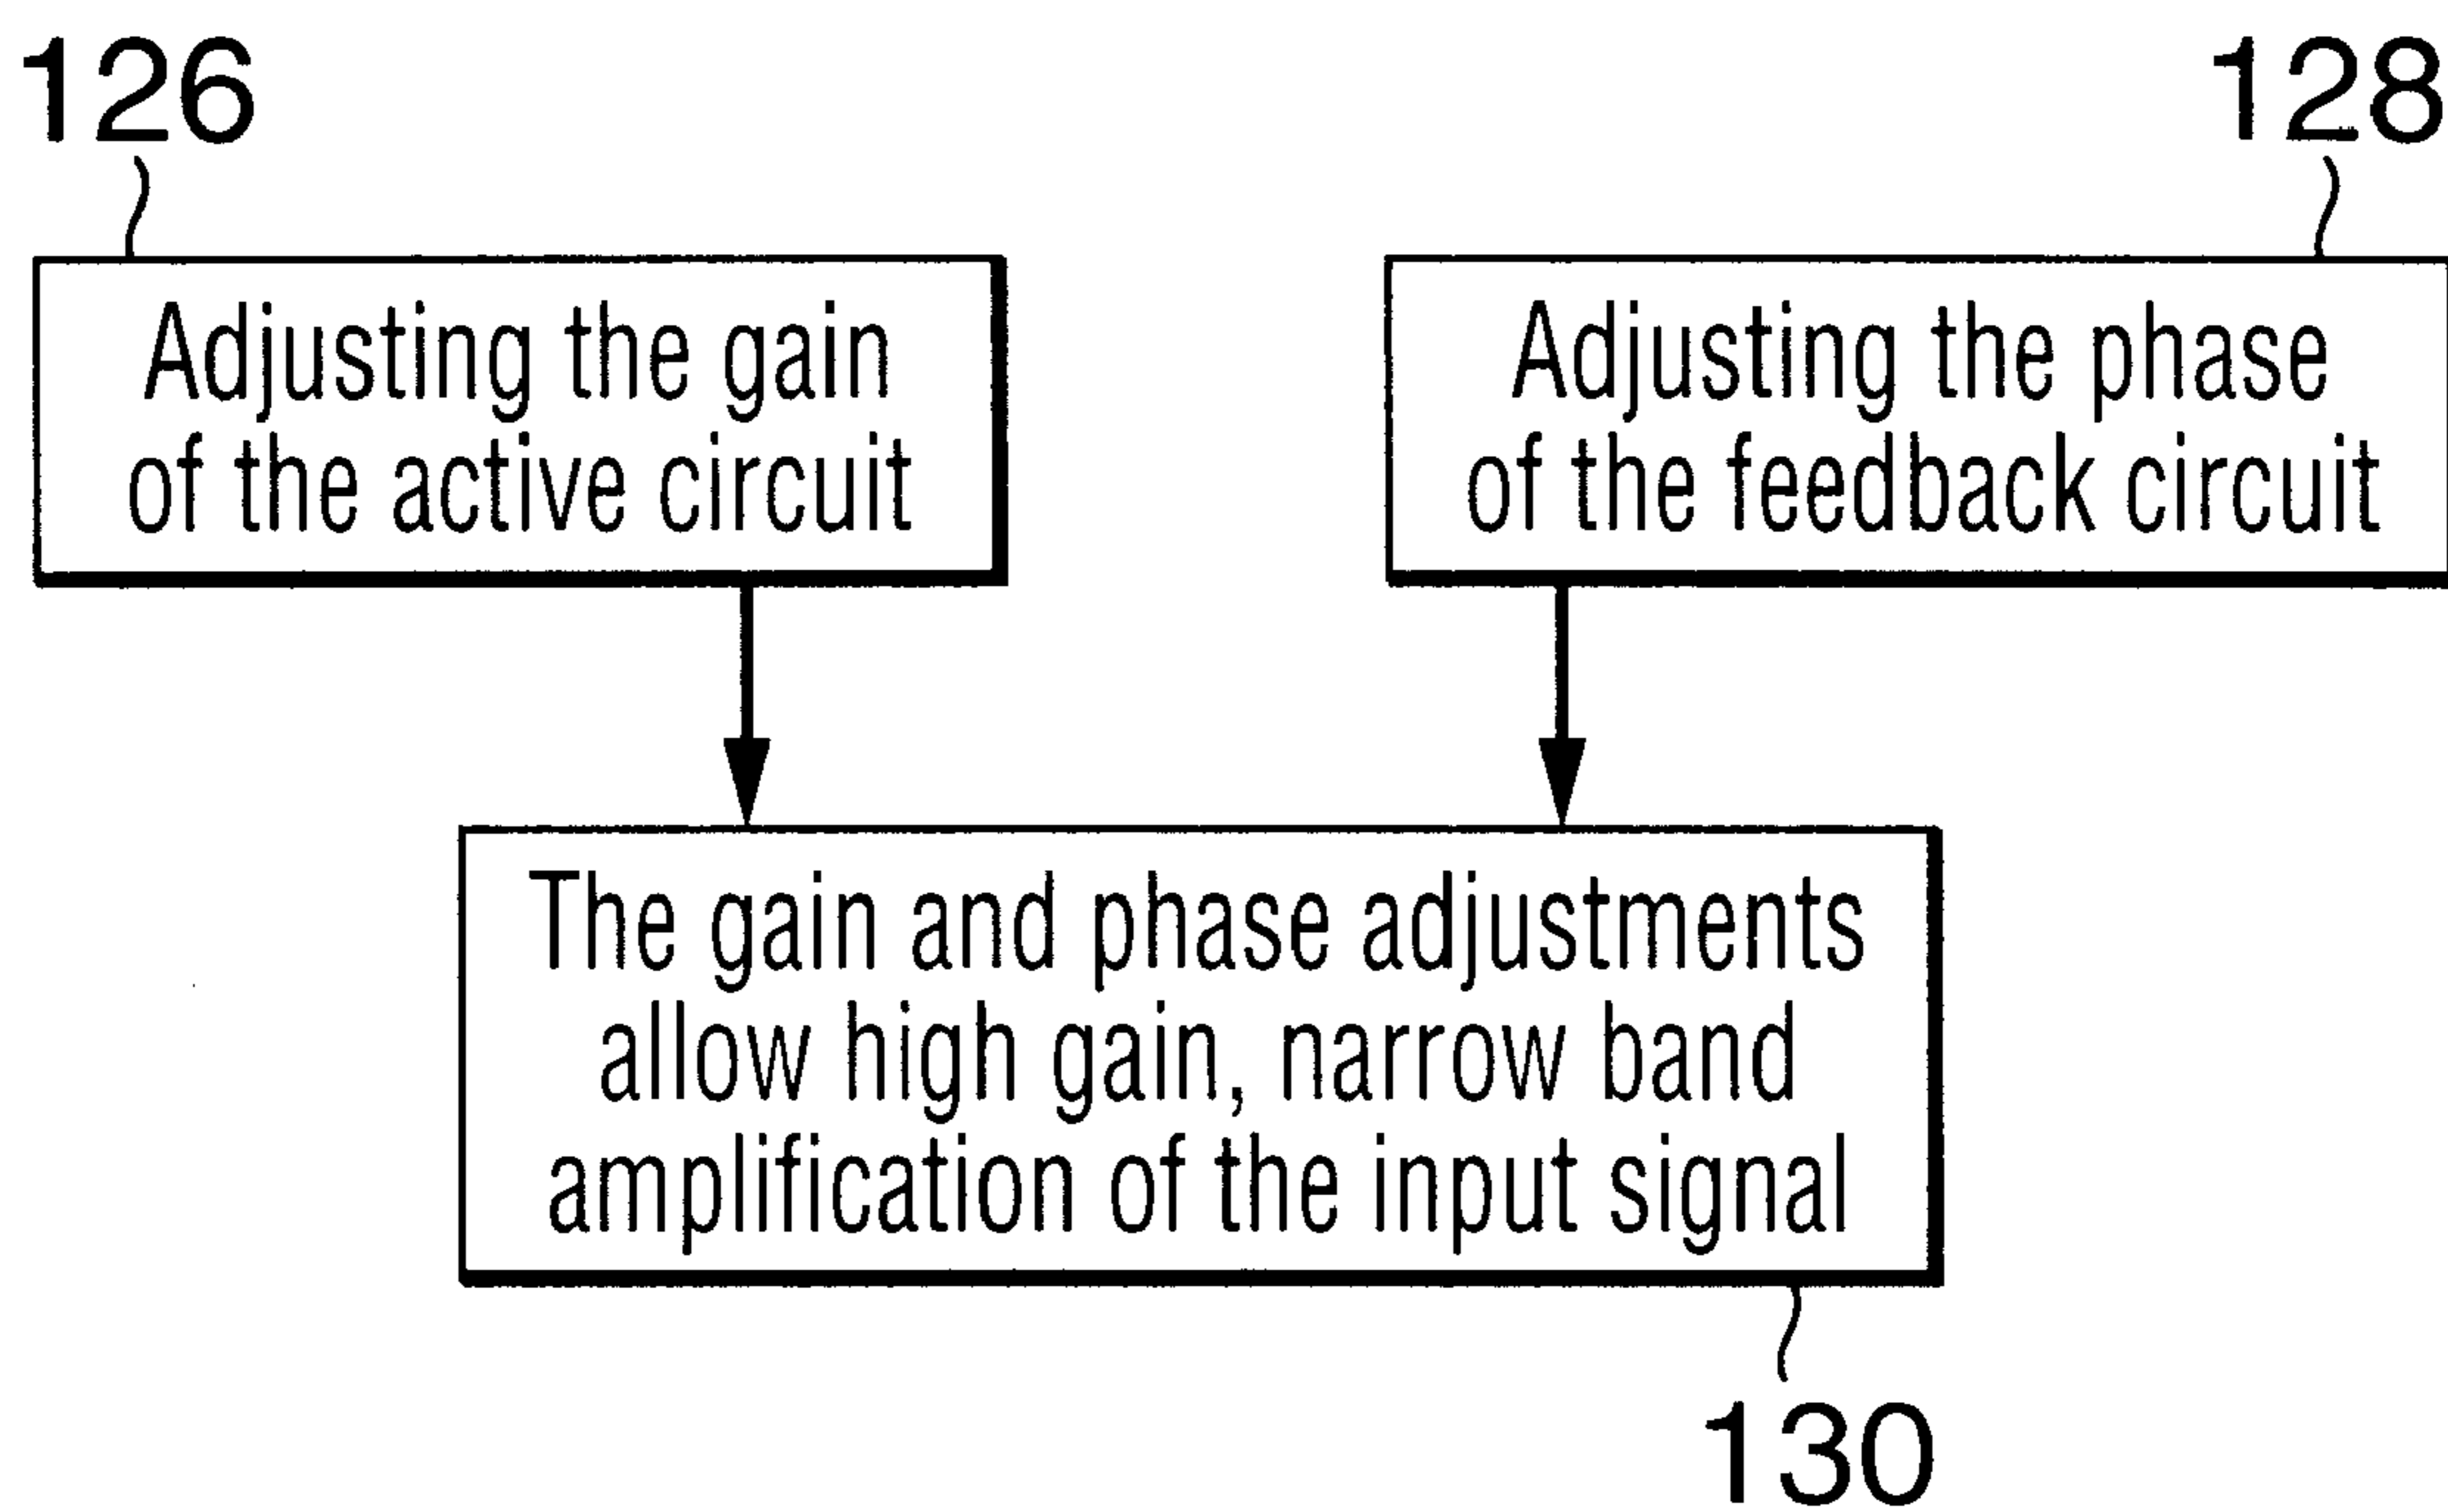 126
128
Adjusting the gain
of the active circuit
Adjusting the phase
of the feedback circuit
The gain and phase adjustments
allow high gain, narrow band
amplification of the input signal
130